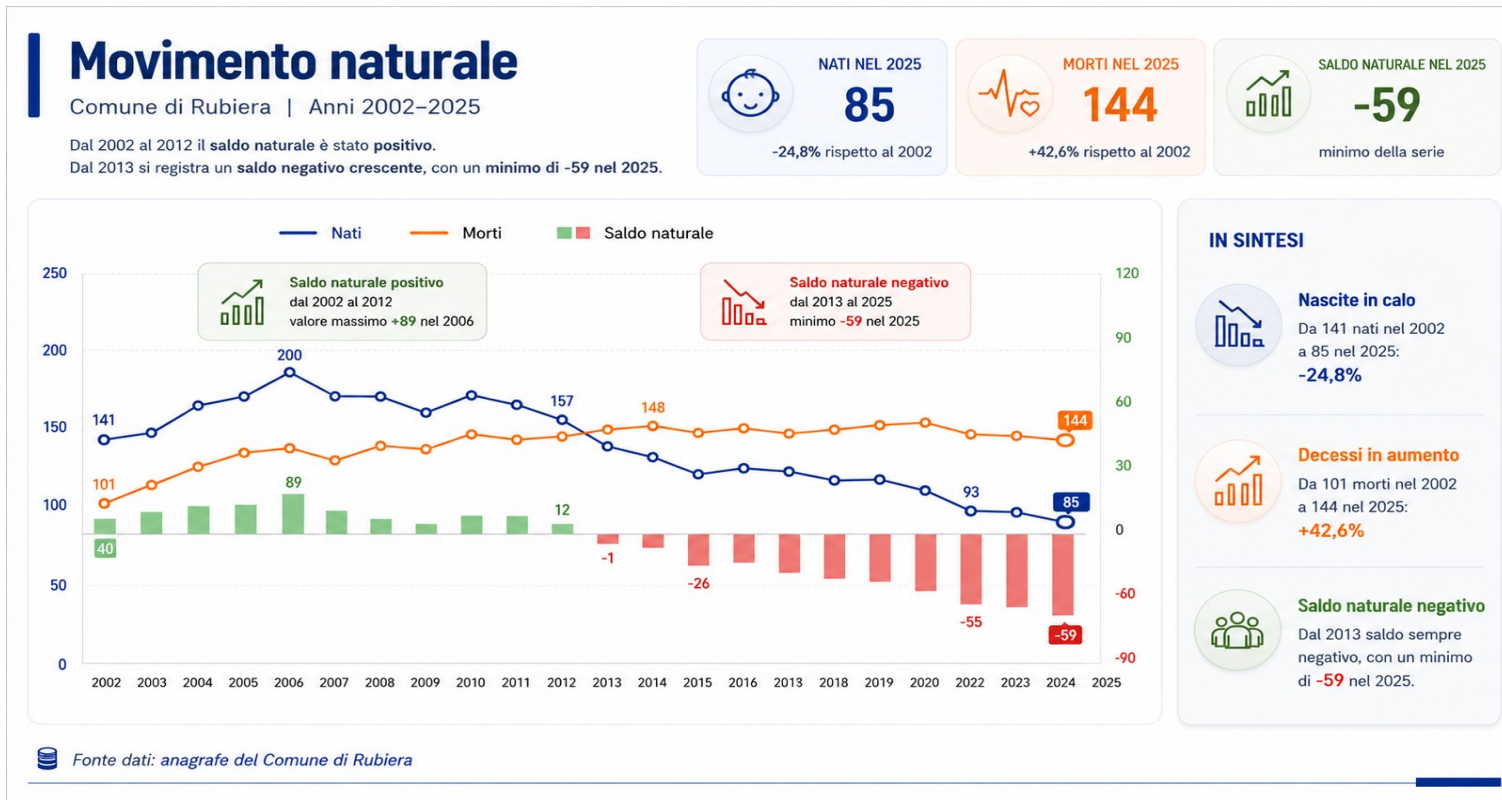 Movimento naturale
Comune di Rubiera | Anni 2002–2025
Dal 2002 al 2012 il saldo naturale è stato positivo.
Dal 2013 si registra un saldo negativo crescente, con un minimo di -59 nel 2025.
NATI NEL 2025
85
-24,8% rispetto al 2002
MORTI NEL 2025
144
+42,6% rispetto al 2002
SALDO NATURALE NEL 2025
-59
minimo della serie
Nati
Morti
Saldo naturale
Saldo naturale positivo
dal 2002 al 2012
valore massimo +89 nel 2006
Saldo naturale negativo
dal 2013 al 2025
minimo -59 nel 2025
250
200
150
100
50
0
120
90
60
30
0
-60
-90
141
200
157
93
85
101
148
144
40
89
12
-1
-26
-55
-59
2002 2003 2004 2005 2006 2007 2008 2009 2010 2011 2012 2013 2014 2015 2016 2013 2018 2019 2020 2022 2023 2024 2025
IN SINTESI
Nascite in calo
Da 141 nati nel 2002
a 85 nel 2025:
-24,8%
Decessi in aumento
Da 101 morti nel 2002
a 144 nel 2025:
+42,6%
Saldo naturale negativo
Dal 2013 saldo sempre
negativo, con un minimo
di -59 nel 2025.
Fonte dati: anagrafe del Comune di Rubiera